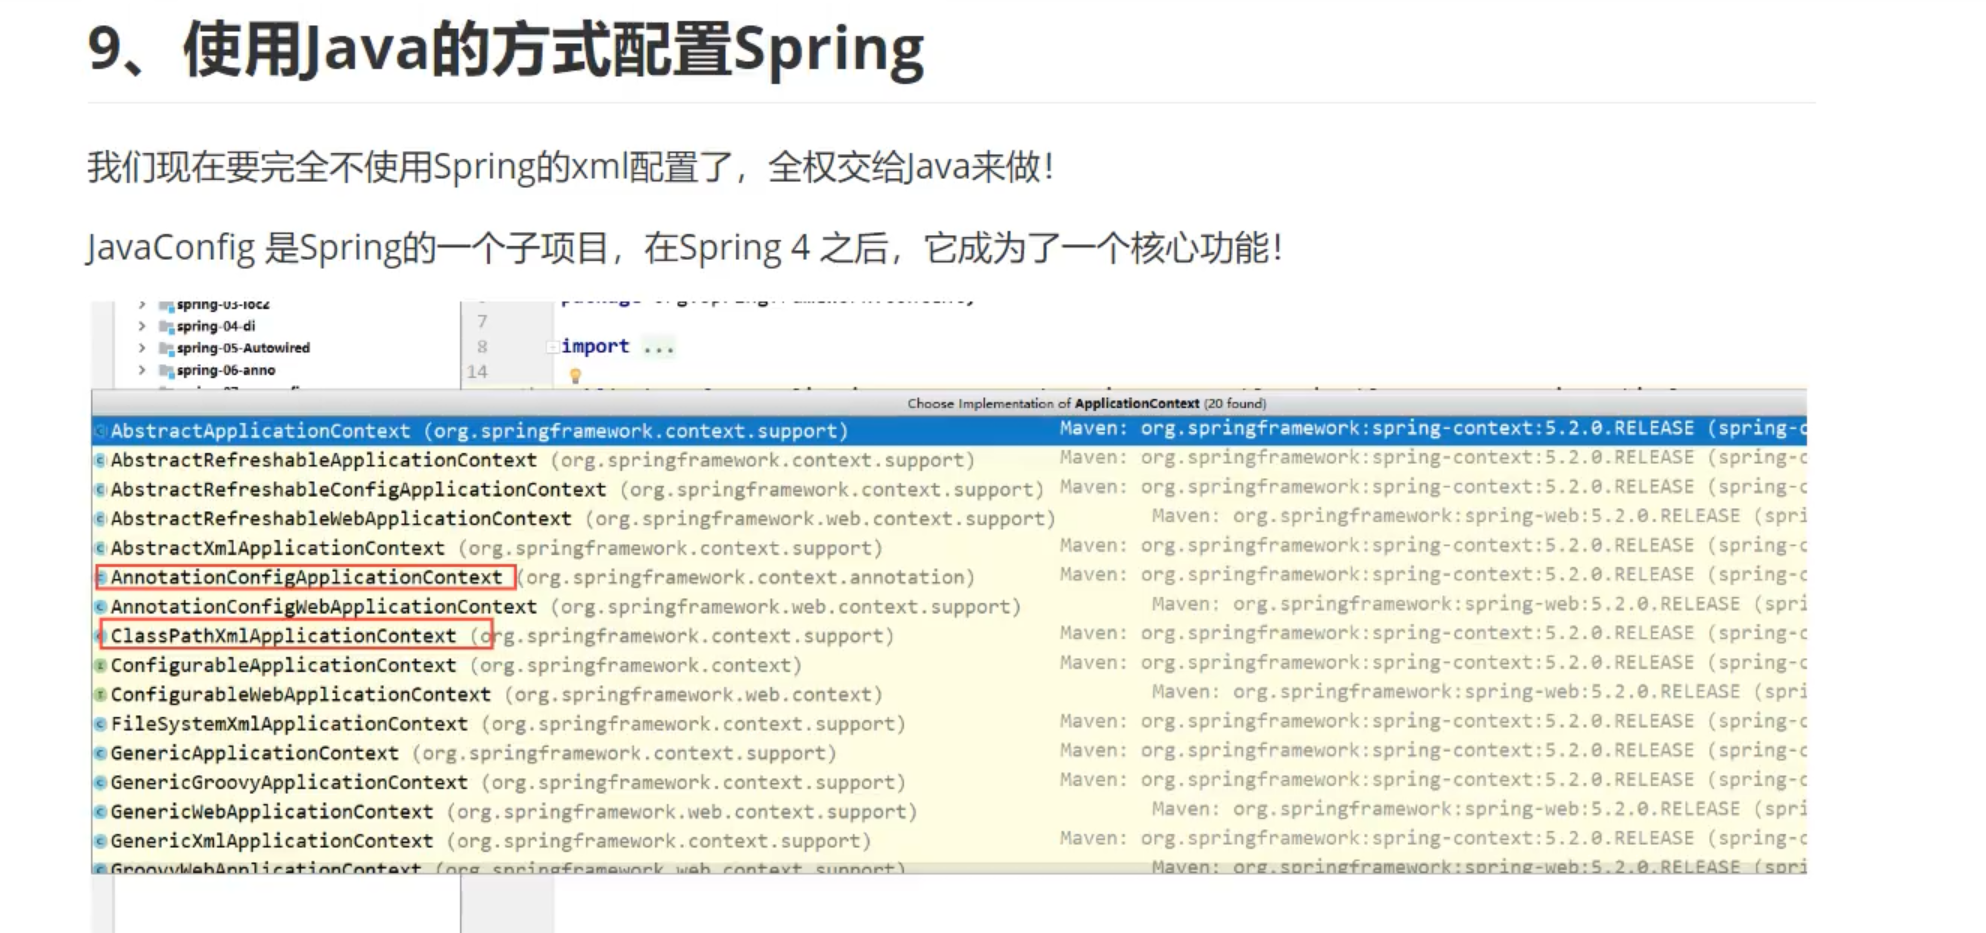 9、使用Java的方式配置Spring
我们现在要完全不使用Spring的xml配置了，全权交给Java来做！
JavaConfig 是Spring的一个子项目，在Spring 4 之后，它成为了一个核心功能！
spring-03-ioc2
spring-04-di
7
spring-05-Autowired
8 import ...
spring-06-anno
14
Choose Implementation of ApplicationContext (20 found)
AbstractApplicationContext (org.springframework.context.support) Maven: org.springframework:spring-context:5.2.0.RELEASE (spring-c
AbstractRefreshableApplicationContext (org.springframework.context.support) Maven: org.springframework:spring-context:5.2.0.RELEASE (spring-c
AbstractRefreshableConfigApplicationContext (org.springframework.context.support) Maven: org.springframework:spring-context:5.2.0.RELEASE (spring-c
AbstractRefreshableWebApplicationContext (org.springframework.web.context.support) Maven: org.springframework:spring-web:5.2.0.RELEASE (spri
AbstractXmlApplicationContext (org.springframework.context.support) Maven: org.springframework:spring-context:5.2.0.RELEASE (spring-c
AnnotationConfigApplicationContext (org.springframework.context.annotation) Maven: org.springframework:spring-context:5.2.0.RELEASE (spring-c
AnnotationConfigWebApplicationContext (org.springframework.web.context.support) Maven: org.springframework:spring-web:5.2.0.RELEASE (spri
ClassPathXmlApplicationContext (org.springframework.context.support) Maven: org.springframework:spring-context:5.2.0.RELEASE (spring-c
ConfigurableApplicationContext (org.springframework.context) Maven: org.springframework:spring-context:5.2.0.RELEASE (spring-c
ConfigurableWebApplicationContext (org.springframework.web.context) Maven: org.springframework:spring-web:5.2.0.RELEASE (spri
FileSystemXmlApplicationContext (org.springframework.context.support) Maven: org.springframework:spring-context:5.2.0.RELEASE (spring-c
GenericApplicationContext (org.springframework.context.support) Maven: org.springframework:spring-context:5.2.0.RELEASE (spring-c
GenericGroovyApplicationContext (org.springframework.context.support) Maven: org.springframework:spring-context:5.2.0.RELEASE (spring-c
GenericWebApplicationContext (org.springframework.web.context.support) Maven: org.springframework:spring-web:5.2.0.RELEASE (spri
GenericXmlApplicationContext (org.springframework.context.support) Maven: org.springframework:spring-context:5.2.0.RELEASE (spring-c
GroovyWebApplicationContext (org.springframework.web.context.support) Maven: org.springframework:spring-web:5.2.0.RELEASE (spri